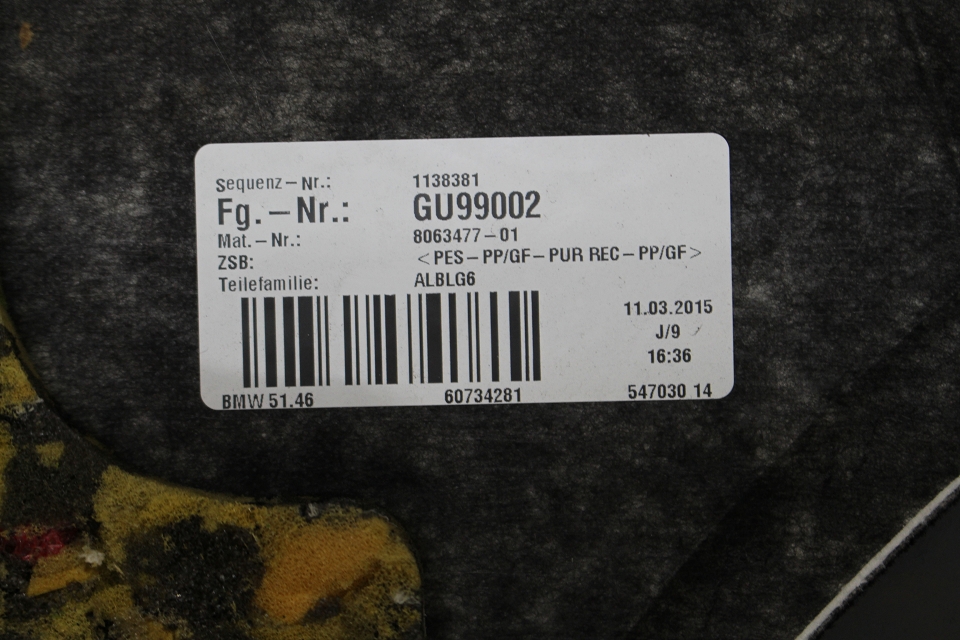 Sequenz-Nr.: 1138381
Fg.-Nr.: GU99002
Mat.-Nr.: 8063477-01
ZSB: <PES-PP/GF-PUR REC-PP/GF>
Teilefamilie: ALBLG6
11.03.2015
J/9
16:36
BMW 51.46 60734281 547030 14